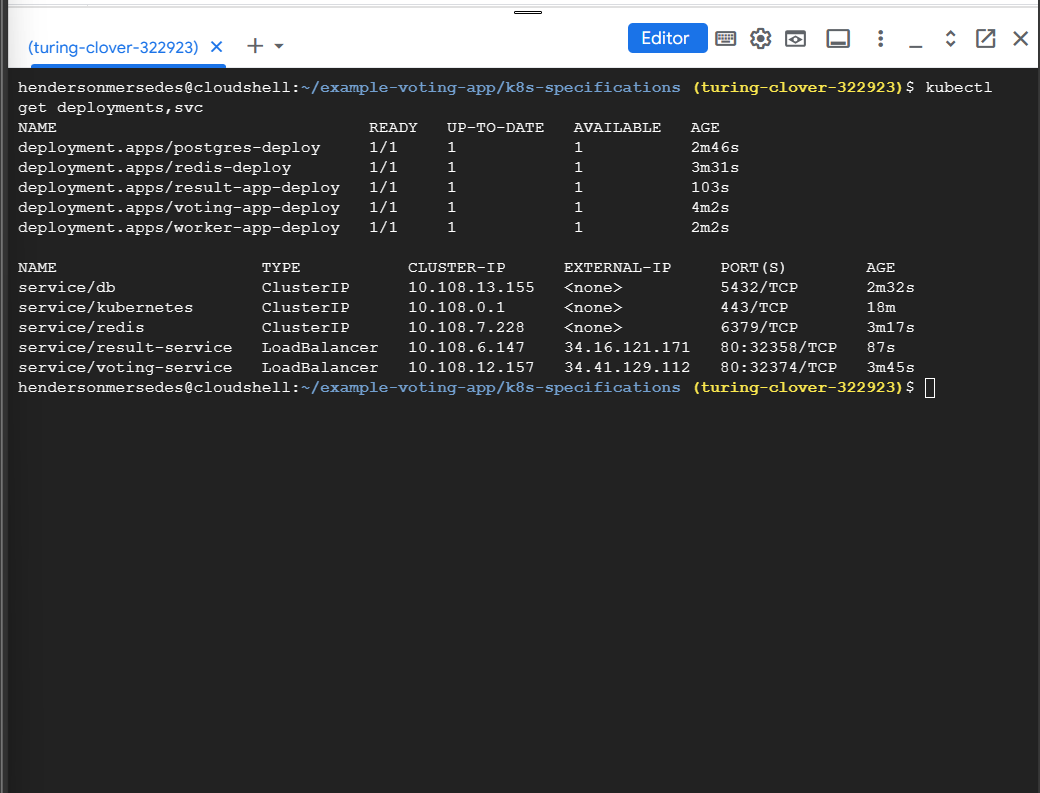 (turing-clover-322923) Editor
hendersonmersedes@cloudshell:~/example-voting-app/k8s-specifications (turing-clover-322923)$ kubectl
get deployments,svc
NAME READY UP-TO-DATE AVAILABLE AGE
deployment.apps/postgres-deploy 1/1 1 1 2m46s
deployment.apps/redis-deploy 1/1 1 1 3m31s
deployment.apps/result-app-deploy 1/1 1 1 103s
deployment.apps/voting-app-deploy 1/1 1 1 4m2s
deployment.apps/worker-app-deploy 1/1 1 1 2m2s
NAME TYPE CLUSTER-IP EXTERNAL-IP PORT(S) AGE
service/db ClusterIP 10.108.13.155 <none> 5432/TCP 2m32s
service/kubernetes ClusterIP 10.108.0.1 <none> 443/TCP 18m
service/redis ClusterIP 10.108.7.228 <none> 6379/TCP 3m17s
service/result-service LoadBalancer 10.108.6.147 34.16.121.171 80:32358/TCP 87s
service/voting-service LoadBalancer 10.108.12.157 34.41.129.112 80:32374/TCP 3m45s
hendersonmersedes@cloudshell:~/example-voting-app/k8s-specifications (turing-clover-322923)$